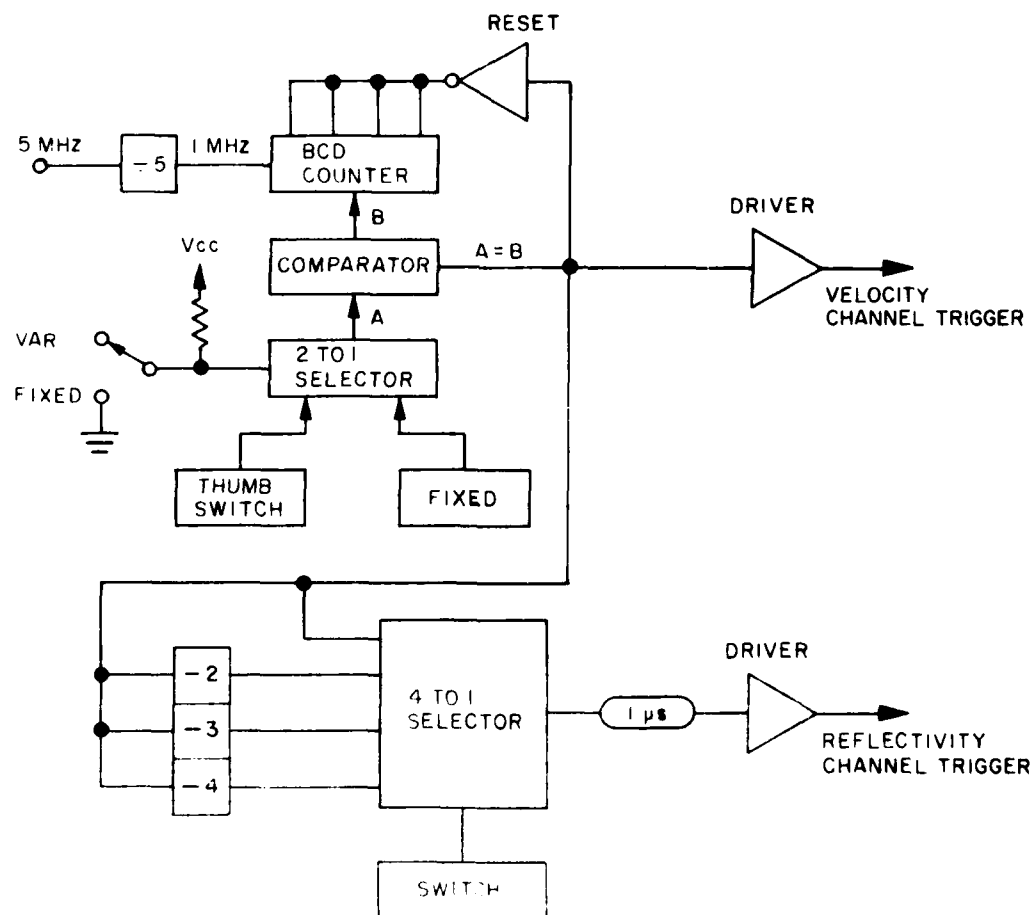 RESET
5 MHz
÷5
1 MHz
BCD
COUNTER
B
DRIVER
Vcc
COMPARATOR
A = B
VELOCITY
CHANNEL TRIGGER
A
VAR
2 TO 1
SELECTOR
FIXED
THUMB
SWITCH
FIXED
DRIVER
-2
4 TO 1
SELECTOR
1 μs
-3
REFLECTIVITY
CHANNEL TRIGGER
-4
SWITCH